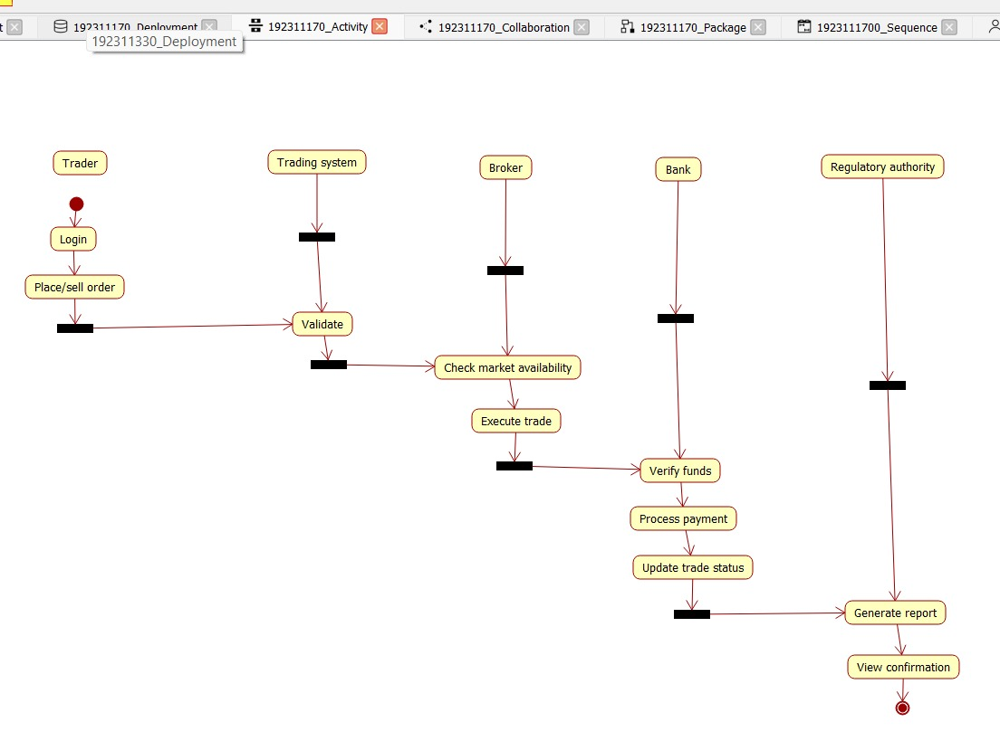 t
192311170_Deployment
192311170_Activity
192311170_Collaboration
192311170_Package
192311700_Sequence
192311330_Deployment
Trader
Trading system
Broker
Bank
Regulatory authority
Login
Place/sell order
Validate
Check market availability
Execute trade
Verify funds
Process payment
Update trade status
Generate report
View confirmation